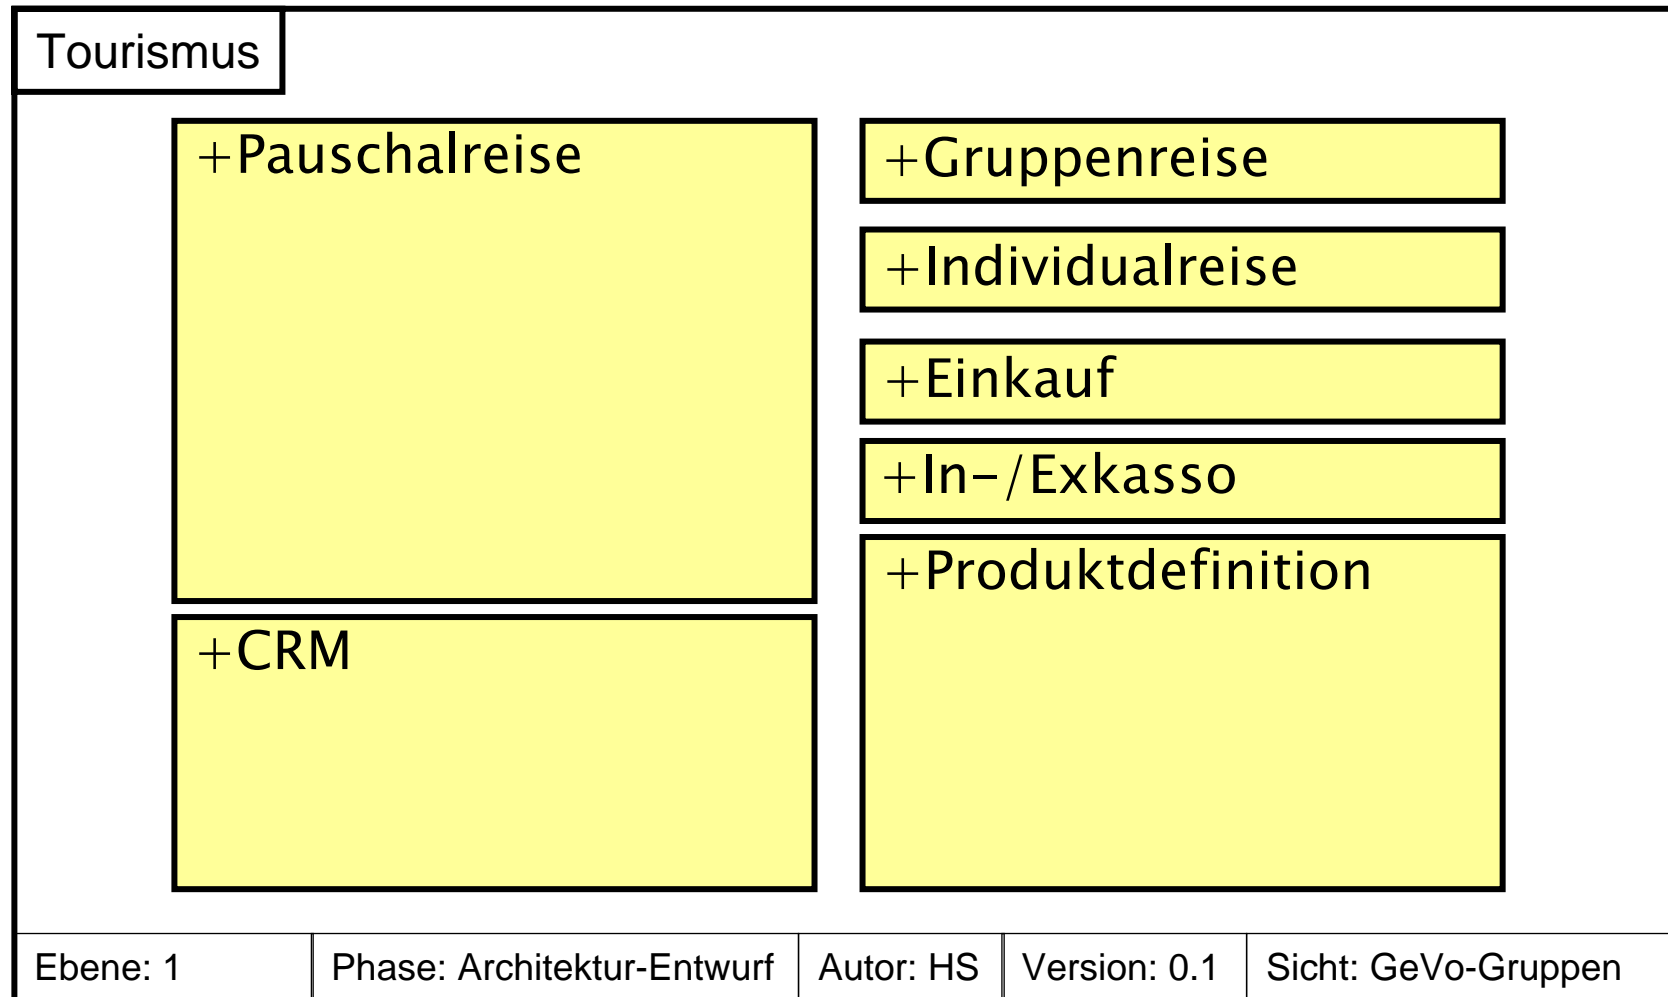 Tourismus
+Pauschalreise
+CRM
+Gruppenreise
+Individualreise
+Einkauf
+In-/Exkasso
+Produktdefinition
Ebene: 1
Phase: Architektur-Entwurf
Autor: HS
Version: 0.1
Sicht: GeVo-Gruppen